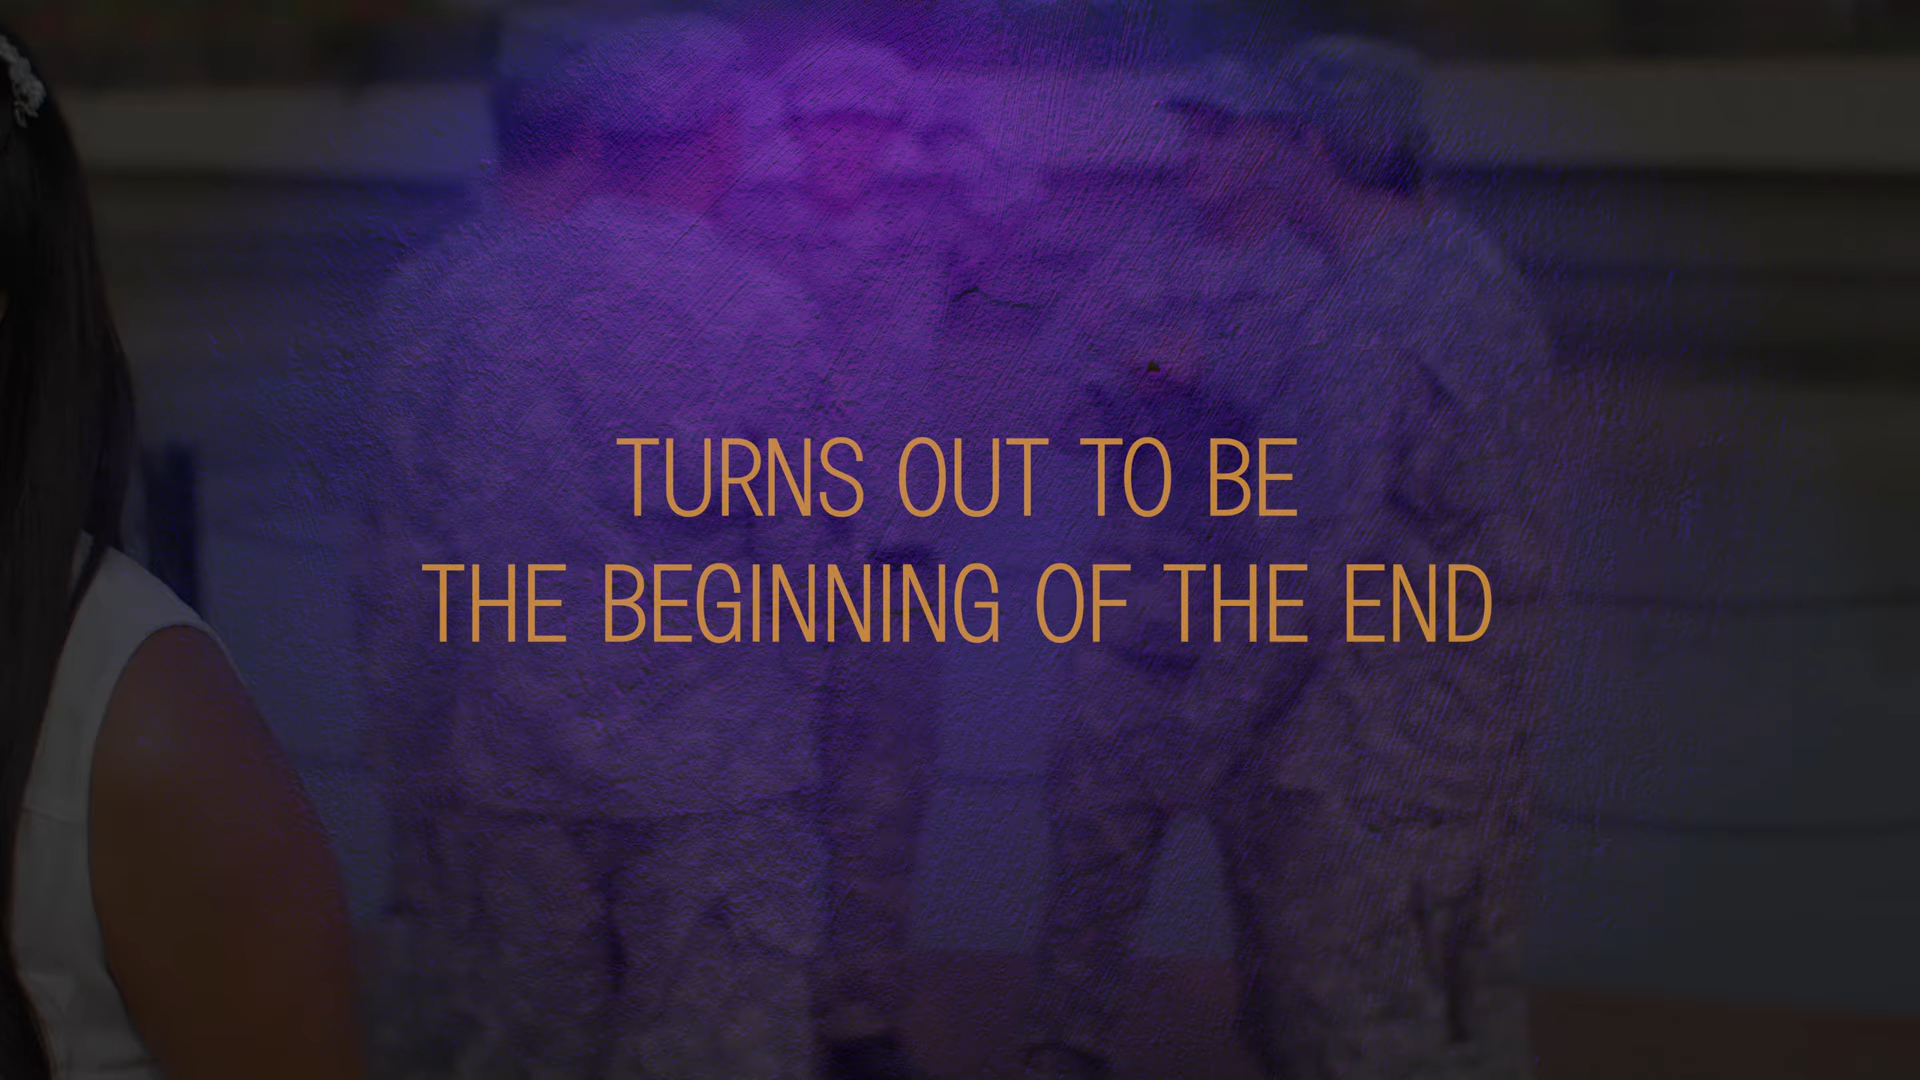 TURNS OUT TO BE
THE BEGINNING OF THE END